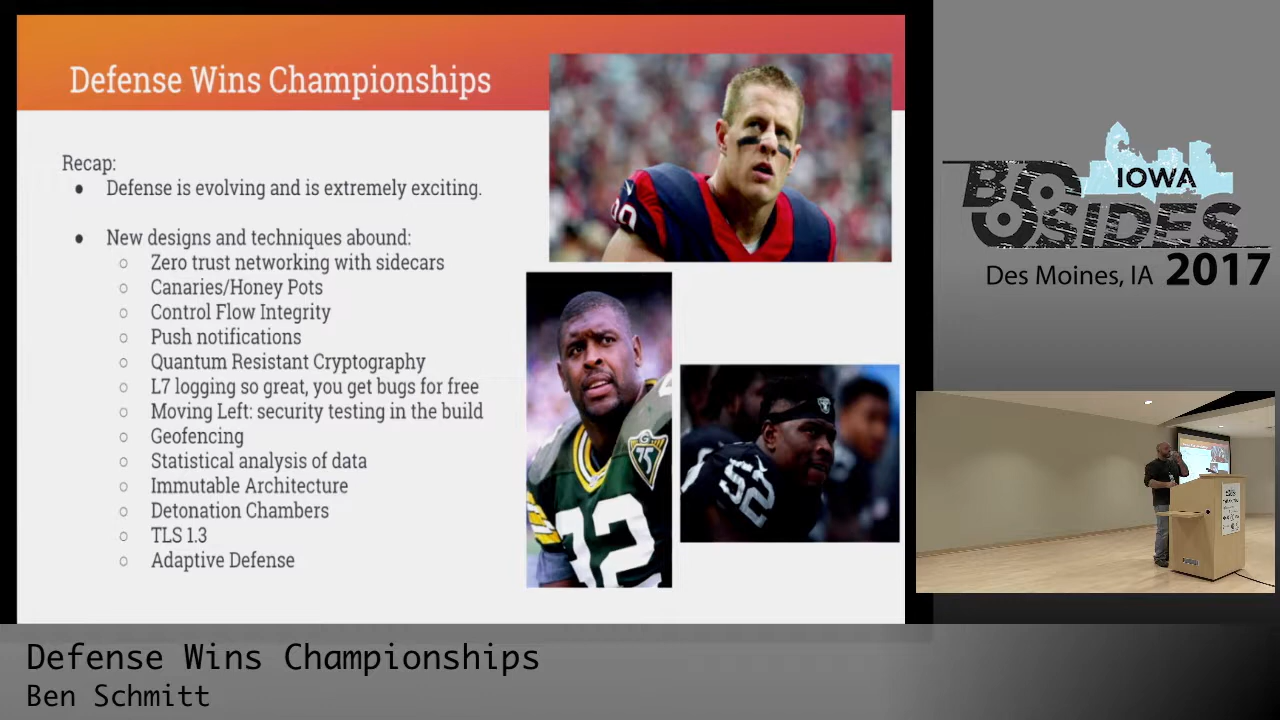 Defense Wins Championships
Recap:
● Defense is evolving and is extremely exciting.
● New designs and techniques abound:
○ Zero trust networking with sidecars
○ Canaries/Honey Pots
○ Control Flow Integrity
○ Push notifications
○ Quantum Resistant Cryptography
○ L7 logging so great, you get bugs for free
○ Moving Left: security testing in the build
○ Geofencing
○ Statistical analysis of data
○ Immutable Architecture
○ Detonation Chambers
○ TLS 1.3
○ Adaptive Defense
G
75
92
52
IOWA
BSIDES
Des Moines, IA 2017
Defense Wins Championships
Ben Schmitt